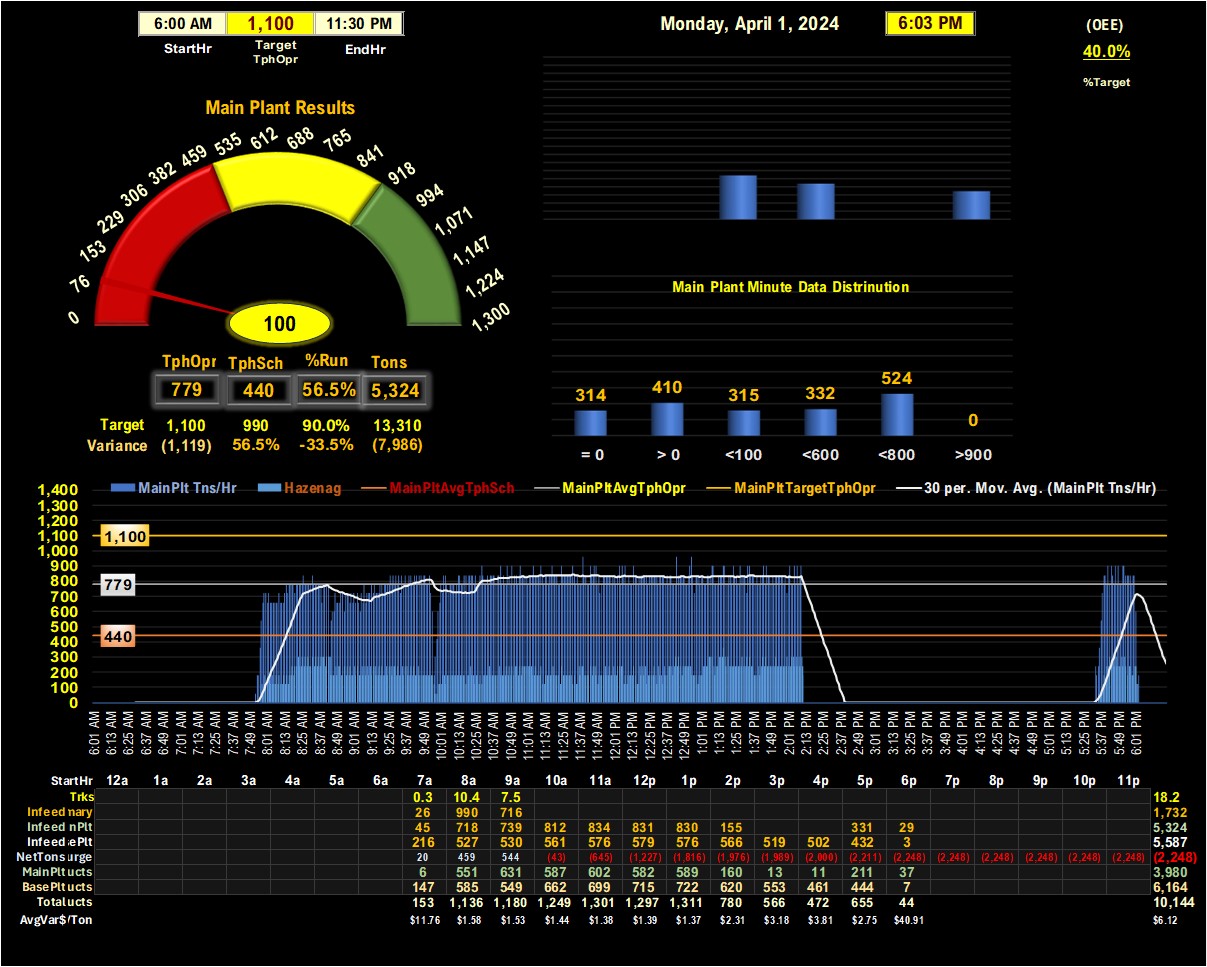 6:00 AM 1,100 11:30 PM
StartHr Target TphOpr EndHr
Monday, April 1, 2024 6:03 PM
(OEE)
40.0%
%Target
Main Plant Results
0 76 153 229 306 382 459 535 612 688 765 841 918 994 1,071 1,147 1,224 1,300
100
TphOpr TphSch %Run Tons
779 440 56.5% 5,324
Target 1,100 990 90.0% 13,310
Variance (1,119) 56.5% -33.5% (7,986)
Main Plant Minute Data Distrinution
314 410 315 332 524 0
= 0 > 0 <100 <600 <800 >900
MainPlt Tns/Hr Hazenag MainPltAvgTphSch MainPltAvgTphOpr MainPltTargetTphOpr 30 per. Mov. Avg. (MainPlt Tns/Hr)
1,400
1,300
1,200
1,100 1,100
1,000
900
800 779
700
600
500
400 440
300
200
100
0
6:01 AM 6:13 AM 6:25 AM 6:37 AM 6:49 AM 7:01 AM 7:13 AM 7:25 AM 7:37 AM 7:49 AM 8:01 AM 8:13 AM 8:25 AM 8:37 AM 8:49 AM 9:01 AM 9:13 AM 9:25 AM 9:37 AM 9:49 AM 10:01 AM 10:13 AM 10:25 AM 10:37 AM 10:49 AM 11:01 AM 11:13 AM 11:25 AM 11:37 AM 11:49 AM 12:01 PM 12:13 PM 12:25 PM 12:37 PM 12:49 PM 1:01 PM 1:13 PM 1:25 PM 1:37 PM 1:49 PM 2:01 PM 2:13 PM 2:25 PM 2:37 PM 2:49 PM 3:01 PM 3:13 PM 3:25 PM 3:37 PM 3:49 PM 4:01 PM 4:13 PM 4:25 PM 4:37 PM 4:49 PM 5:01 PM 5:13 PM 5:25 PM 5:37 PM 5:49 PM 6:01 PM
StartHr 12a 1a 2a 3a 4a 5a 6a 7a 8a 9a 10a 11a 12p 1p 2p 3p 4p 5p 6p 7p 8p 9p 10p 11p
Trks 0.3 10.4 7.5 18.2
Infeed nary 26 990 716 1,732
Infeed nPlt 45 718 739 812 834 831 830 155 331 29 5,324
Infeed ePlt 216 527 530 561 576 579 576 566 519 502 432 3 5,587
NetTons urge 20 459 544 (43) (645) (1,227) (1,816) (1,976) (1,989) (2,000) (2,211) (2,248) (2,248) (2,248) (2,248) (2,248) (2,248) (2,248)
MainPlt ucts 6 551 631 587 602 582 589 160 13 11 211 37 3,980
BasePlt ucts 147 585 549 662 699 715 722 620 553 461 444 7 6,164
Total ucts 153 1,136 1,180 1,249 1,301 1,297 1,311 780 566 472 655 44 10,144
AvgVar$/Ton $11.76 $1.58 $1.53 $1.44 $1.38 $1.39 $1.37 $2.31 $3.18 $3.81 $2.75 $40.91 $6.12